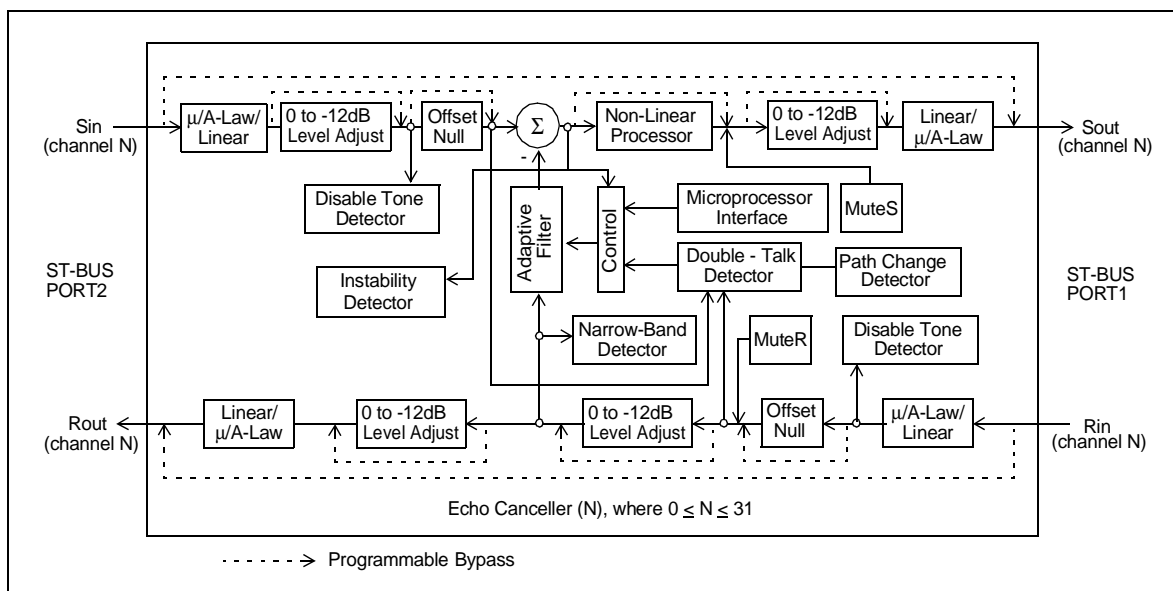 Sin
(channel N)
μ/A-Law/
Linear
0 to -12dB
Level Adjust
Offset
Null
Σ
-
Non-Linear
Processor
0 to -12dB
Level Adjust
Linear/
μ/A-Law
Sout
(channel N)
Disable Tone
Detector
Adaptive
Filter
Control
Microprocessor
Interface
MuteS
ST-BUS
PORT2
Instability
Detector
Double - Talk
Detector
Path Change
Detector
ST-BUS
PORT1
Narrow-Band
Detector
MuteR
Disable Tone
Detector
Rout
(channel N)
Linear/
μ/A-Law
0 to -12dB
Level Adjust
0 to -12dB
Level Adjust
Offset
Null
μ/A-Law/
Linear
Rin
(channel N)
Echo Canceller (N), where 0 ≤ N ≤ 31
Programmable Bypass